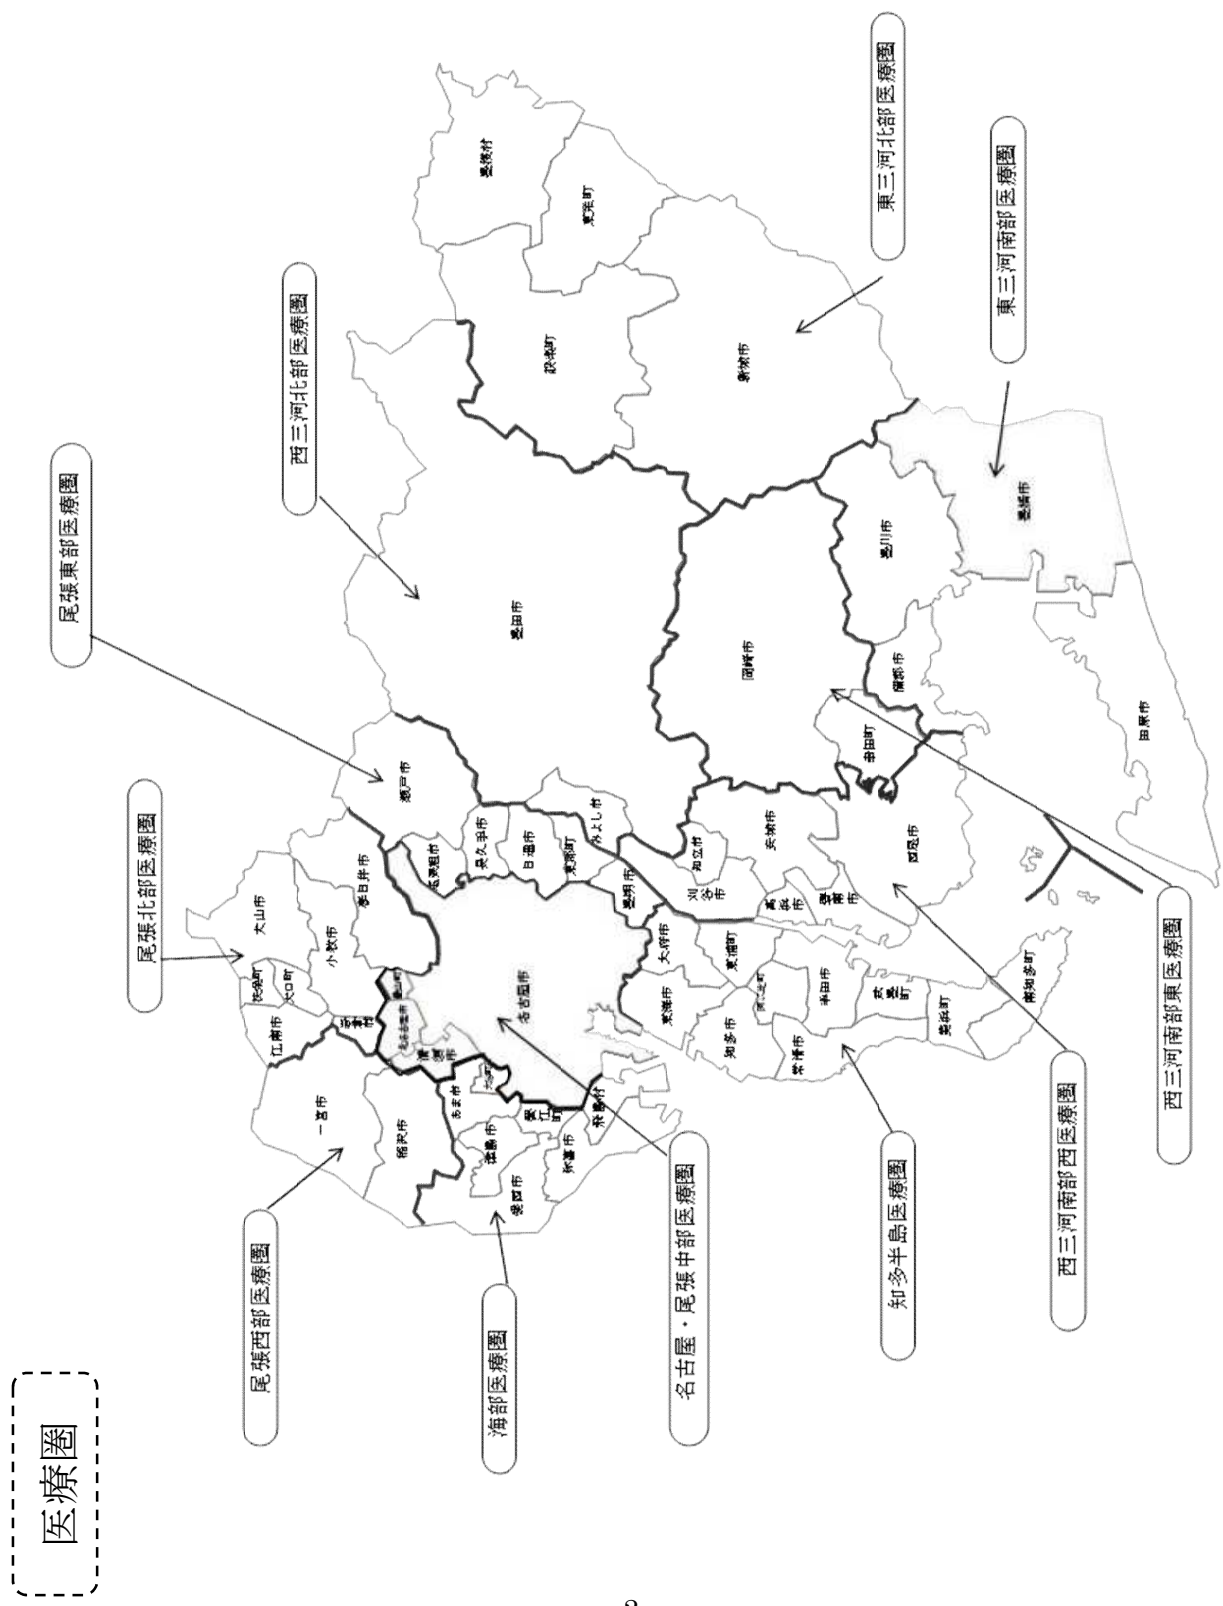 医療圏
尾張西部医療圏
海部医療圏
名古屋・尾張中部医療圏
尾張北部医療圏
尾張東部医療圏
西三河北部医療圏
東三河北部医療圏
東三河南部医療圏
西三河南部東医療圏
西三河南部西医療圏
知多半島医療圏
一宮市
稲沢市
愛西市
津島市
あま市
弥富市
飛島村
犬山市
江南市
扶桑町
大口町
小牧市
春日井市
清須市
名古屋市
瀬戸市
尾張旭市
長久手市
日進市
東郷町
豊明市
みよし市
豊田市
岡崎市
幸田町
知立市
刈谷市
安城市
高浜市
西尾市
大府市
東海市
東浦町
知多市
半田市
常滑市
武豊町
美浜町
南知多町
豊根村
東栄町
設楽町
新城市
豊川市
蒲郡市
豊橋市
田原市